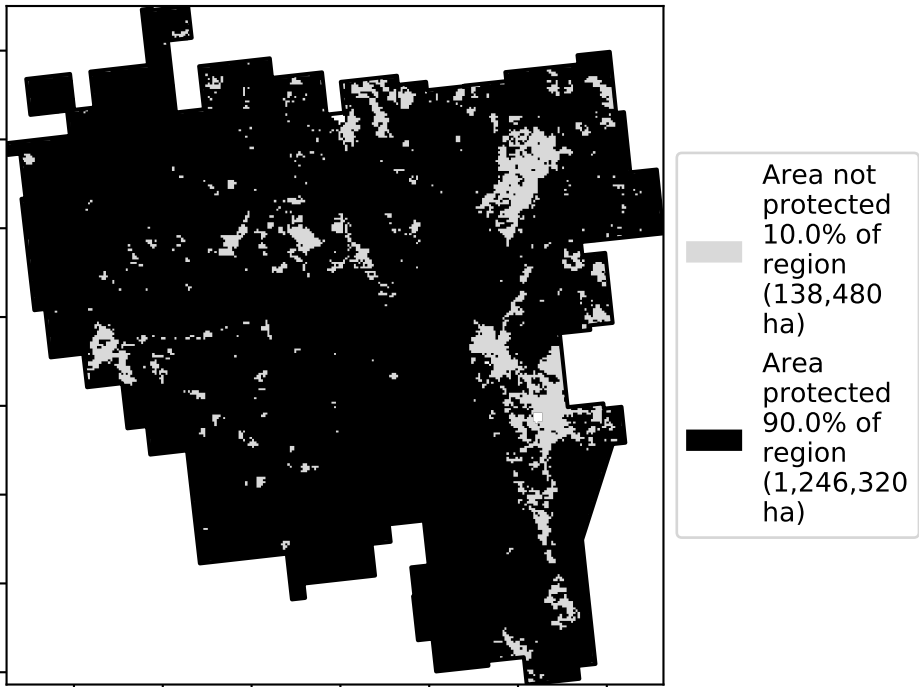 Area not
protected
10.0% of
region
(138,480
ha)
Area
protected
90.0% of
region
(1,246,320
ha)